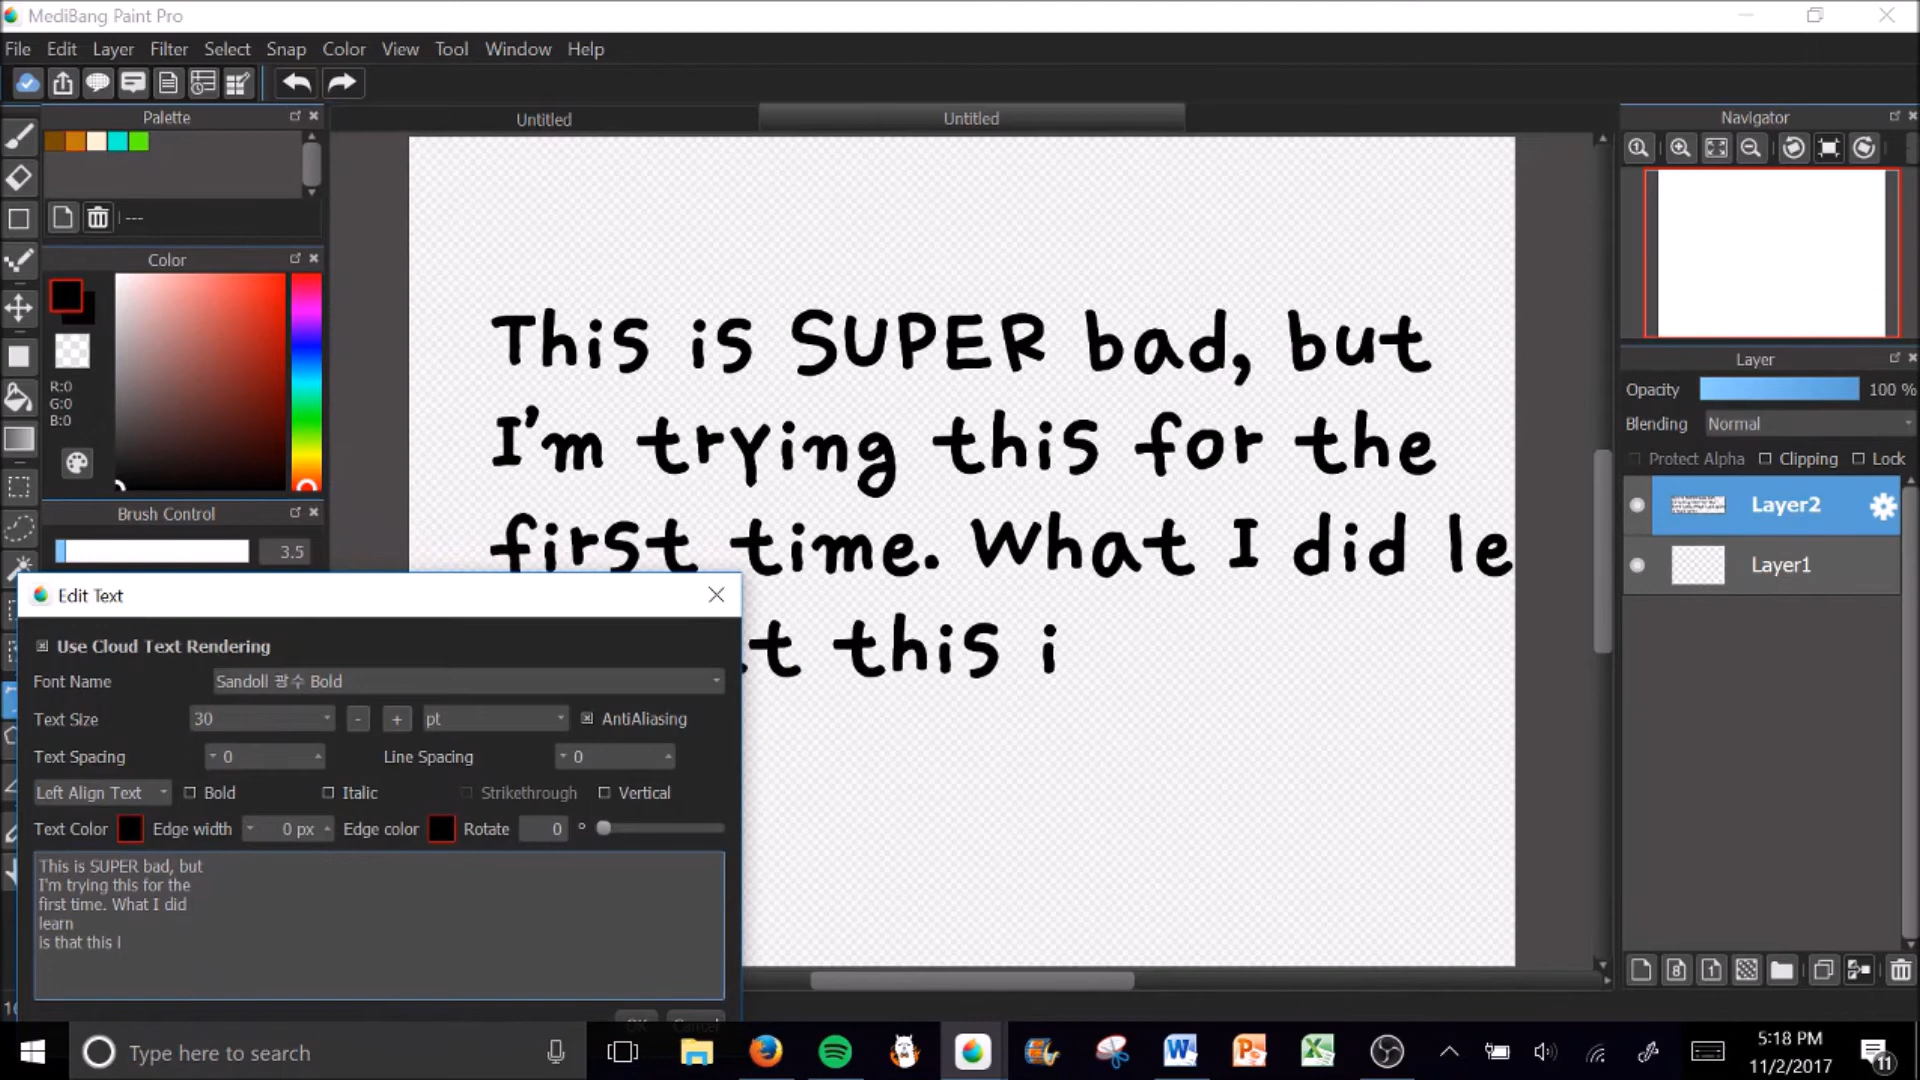 MediBang Paint Pro
File Edit Layer Filter Select Snap Color View Tool Window Help
Palette
---
Color
R:0
G:0
B:0
Brush Control
3.5
Untitled Untitled
This is SUPER bad, but
I'm trying this for the
first time. What I did le
t this i
Edit Text
Use Cloud Text Rendering
Font Name Sandoll 광수 Bold
Text Size 30 - + pt AntiAliasing
Text Spacing 0 Line Spacing 0
Left Align Text Bold Italic Strikethrough Vertical
Text Color Edge width 0 px Edge color Rotate 0 °
This is SUPER bad, but
I'm trying this for the
first time. What I did
learn
is that this i
OK Cancel
Navigator
Layer
Opacity 100 %
Blending Normal
Protect Alpha Clipping Lock
Layer2
Layer1
Type here to search
5:18 PM
11/2/2017
11